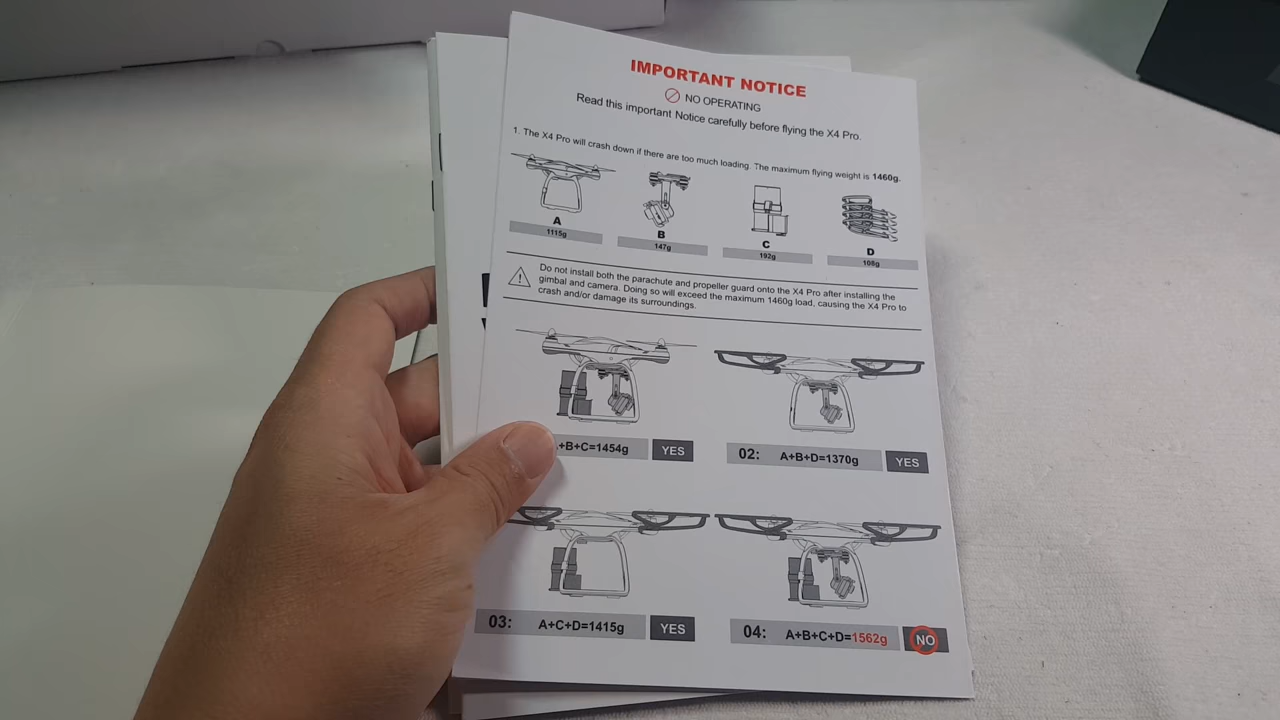 IMPORTANT NOTICE
NO OPERATING
Read this important Notice carefully before flying the X4 Pro.
1. The X4 Pro will crash down if there are too much loading. The maximum flying weight is 1460g.
A
B
C
D
1115g
147g
192g
108g
Do not install both the parachute and propeller guard onto the X4 Pro after installing the
gimbal and camera. Doing so will exceed the maximum 1460g load, causing the X4 Pro to
crash and/or damage its surroundings.
+B+C=1454g YES
02: A+B+D=1370g YES
03: A+C+D=1415g YES
04: A+B+C+D=1562g NO